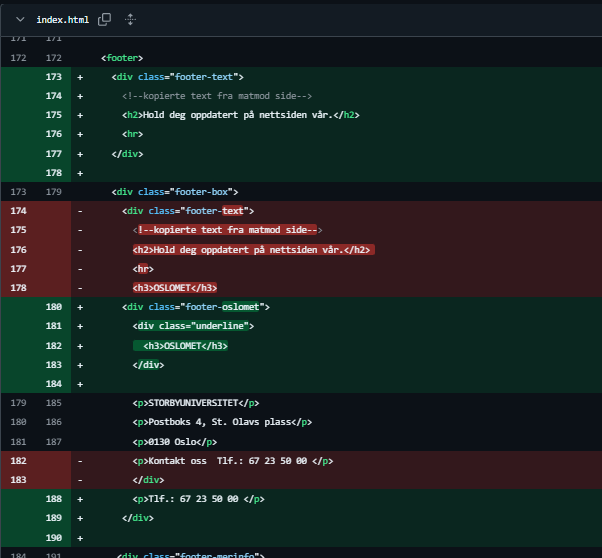 index.html
171 171
172 172 <footer>
173 + <div class="footer-text">
174 + <!--kopierte text fra matmod side-->
175 + <h2>Hold deg oppdatert på nettsiden vår.</h2>
176 + <hr>
177 + </div>
178 +
173 179 <div class="footer-box">
174 - <div class="footer-text">
175 - <!--kopierte text fra matmod side-->
176 - <h2>Hold deg oppdatert på nettsiden vår.</h2>
177 - <hr>
178 - <h3>OSLOMET</h3>
180 + <div class="footer-oslomet">
181 + <div class="underline">
182 + <h3>OSLOMET</h3>
183 + </div>
184 +
179 185 <p>STORBYUNIVERSITET</p>
180 186 <p>Postboks 4, St. Olavs plass</p>
181 187 <p>0130 Oslo</p>
182 - <p>Kontakt oss  Tlf.: 67 23 50 00 </p>
183 - </div>
188 + <p>Tlf.: 67 23 50 00 </p>
189 + </div>
190 +
184 191 <div class="footer-merinfo">